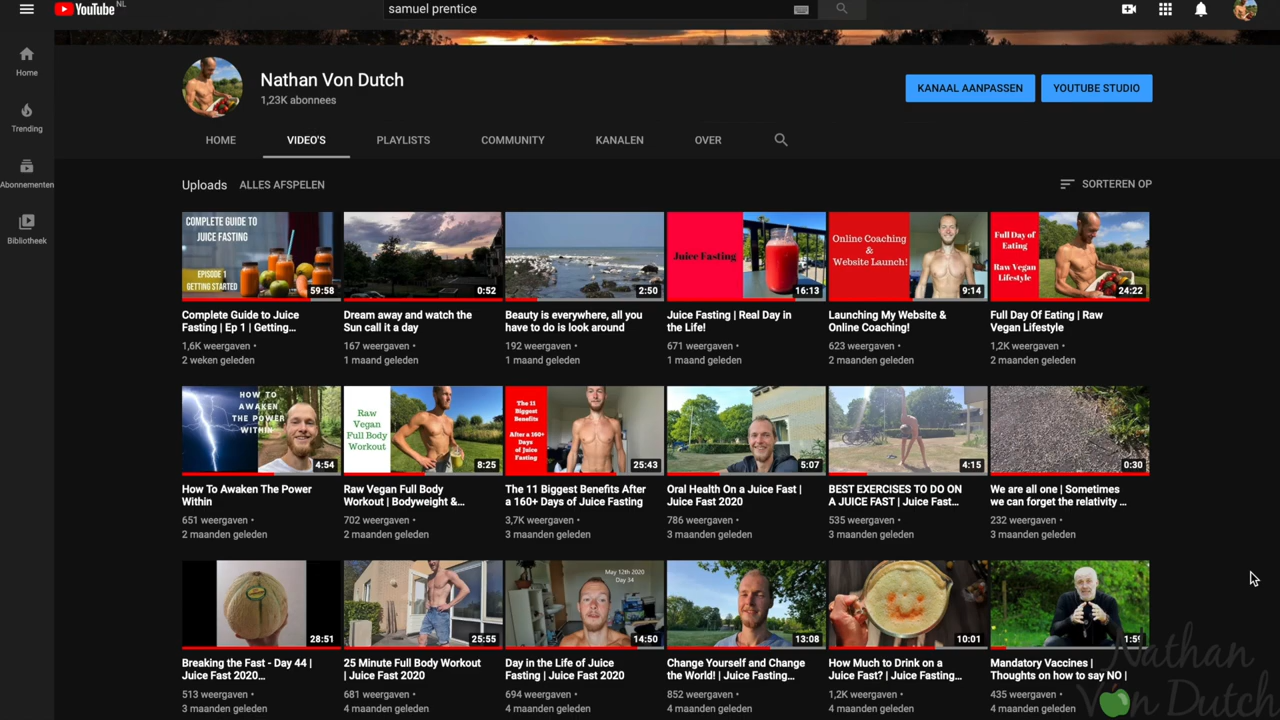 YouTube NL
samuel prentice
Home
Trending
Abonnementen
Bibliotheek
Nathan Von Dutch
1,23K abonnees
KANAAL AANPASSEN
YOUTUBE STUDIO
HOME
VIDEO'S
PLAYLISTS
COMMUNITY
KANALEN
OVER
Uploads
ALLES AFSPELEN
SORTEREN OP
COMPLETE GUIDE TO
JUICE FASTING
EPISODE 1
GETTING STARTED
59:58
Complete Guide to Juice
Fasting | Ep 1 | Getting...
1,6K weergaven •
2 weken geleden
0:52
Dream away and watch the
Sun call it a day
167 weergaven •
1 maand geleden
2:50
Beauty is everywhere, all you
have to do is look around
192 weergaven •
1 maand geleden
Juice Fasting
16:13
Juice Fasting | Real Day in
the Life!
671 weergaven •
1 maand geleden
Online Coaching
&
Website Launch!
9:14
Launching My Website &
Online Coaching!
623 weergaven •
2 maanden geleden
Full Day of
Eating
Raw Vegan
Lifestyle
24:22
Full Day Of Eating | Raw
Vegan Lifestyle
1,2K weergaven •
2 maanden geleden
HOW TO
AWAKEN
THE POWER
WITHIN
4:54
How To Awaken The Power
Within
651 weergaven •
2 maanden geleden
Raw
Vegan
Full Body
Workout
8:25
Raw Vegan Full Body
Workout | Bodyweight &...
702 weergaven •
2 maanden geleden
The 11
Biggest
Benefits
After a
160+ Days
of Juice
Fasting
25:43
The 11 Biggest Benefits After
a 160+ Days of Juice Fasting
3,7K weergaven •
3 maanden geleden
5:07
Oral Health On a Juice Fast |
Juice Fast 2020
786 weergaven •
3 maanden geleden
4:15
BEST EXERCISES TO DO ON
A JUICE FAST | Juice Fast...
535 weergaven •
3 maanden geleden
0:30
We are all one | Sometimes
we can forget the relativity ...
232 weergaven •
3 maanden geleden
28:51
Breaking the Fast - Day 44 |
Juice Fast 2020...
513 weergaven •
3 maanden geleden
25:55
25 Minute Full Body Workout
| Juice Fast 2020
681 weergaven •
4 maanden geleden
May 12th 2020
Day 34
14:50
Day in the Life of Juice
Fasting | Juice Fast 2020
694 weergaven •
4 maanden geleden
13:08
Change Yourself and Change
the World! | Juice Fasting...
852 weergaven •
4 maanden geleden
10:01
How Much to Drink on a
Juice Fast? | Juice Fasting...
1,2K weergaven •
4 maanden geleden
1:59
Mandatory Vaccines |
Thoughts on how to say NO |
435 weergaven •
4 maanden geleden
Nathan
Von Dutch